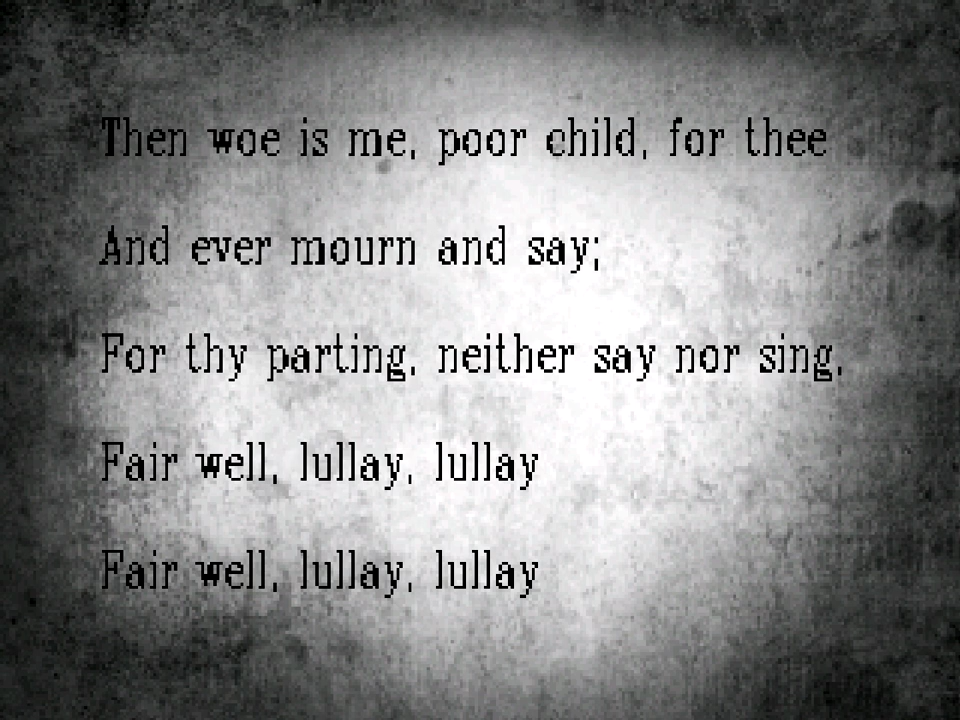 Then woe is me, poor child, for thee
And ever mourn and say;
For thy parting, neither say nor sing,
Fair well, lullay, lullay
Fair well, lullay, lullay